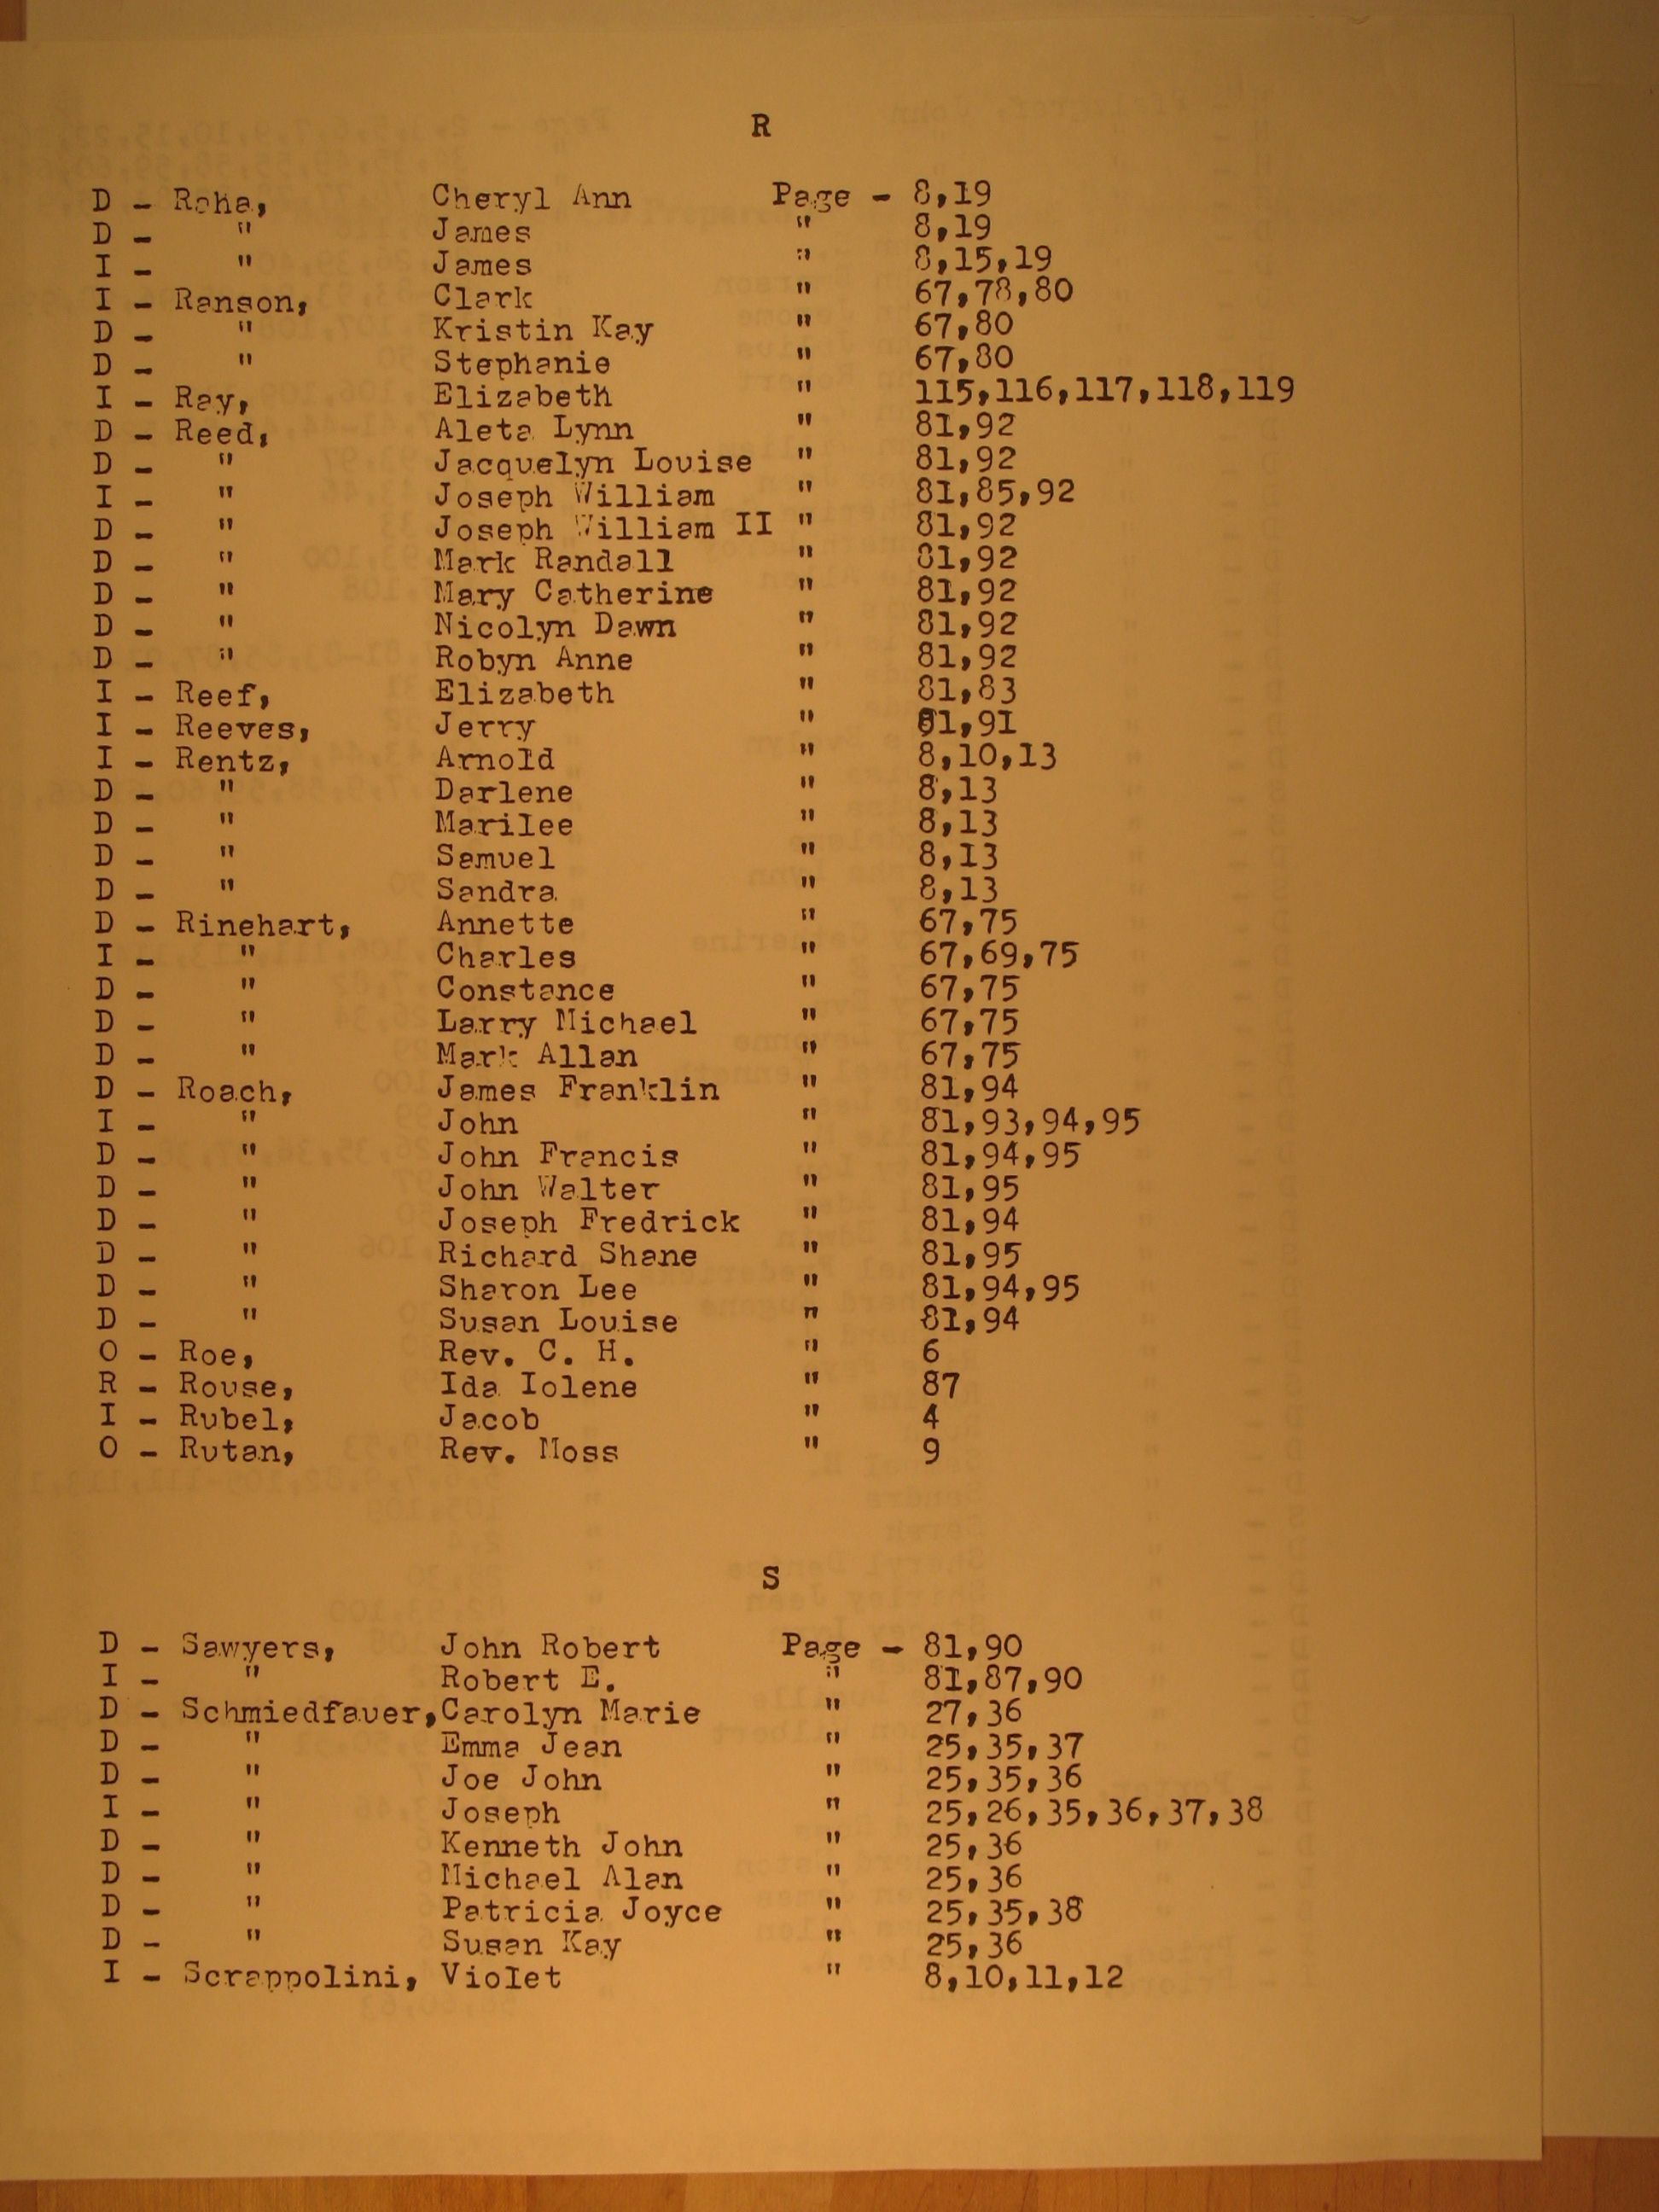 R
D - Raha, Cheryl Ann Page - 8,19
D - " James " 8,19
I - " James " 8,15,19
I - Ranson, Clark " 67,78,80
D - " Kristin Kay " 67,80
D - " Stephanie " 67,80
I - Ray, Elizabeth " 115,116,117,118,119
D - Reed, Aleta Lynn " 81,92
D - " Jacquelyn Louise " 81,92
I - " Joseph William " 81,85,92
D - " Joseph William II " 81,92
D - " Mark Randall " 81,92
D - " Mary Catherine " 81,92
D - " Nicolyn Dawn " 81,92
D - " Robyn Anne " 81,92
I - Reef, Elizabeth " 81,83
I - Reeves, Jerry " 81,91
I - Rentz, Arnold " 8,10,13
D - " Darlene " 8,13
D - " Marilee " 8,13
D - " Samuel " 8,13
D - " Sandra " 8,13
D - Rinehart, Annette " 67,75
I - " Charles " 67,69,75
D - " Constance " 67,75
D - " Larry Michael " 67,75
D - " Mark Allan " 67,75
D - Roach, James Franklin " 81,94
I - " John " 81,93,94,95
D - " John Francis " 81,94,95
D - " John Walter " 81,95
D - " Joseph Fredrick " 81,94
D - " Richard Shane " 81,95
D - " Sharon Lee " 81,94,95
D - " Susan Louise " 81,94
O - Roe, Rev. C. H. " 6
R - Rouse, Ida Iolene " 87
I - Rubel, Jacob " 4
O - Rutan, Rev. Moss " 9
S
D - Sawyers, John Robert Page - 81,90
I - " Robert E. " 81,87,90
D - Schmiedfauer, Carolyn Marie " 27,36
D - " Emma Jean " 25,35,37
D - " Joe John " 25,35,36
I - " Joseph " 25,26,35,36,37,38
D - " Kenneth John " 25,36
D - " Michael Alan " 25,36
D - " Patricia Joyce " 25,35,38
D - " Susan Kay " 25,36
I - Scrappolini, Violet " 8,10,11,12